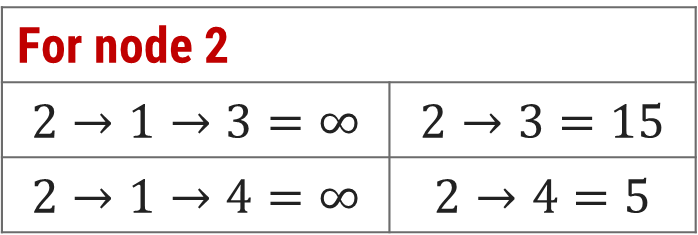 For node 2
2 → 1 → 3 = ∞ 2 → 3 = 15
2 → 1 → 4 = ∞ 2 → 4 = 5